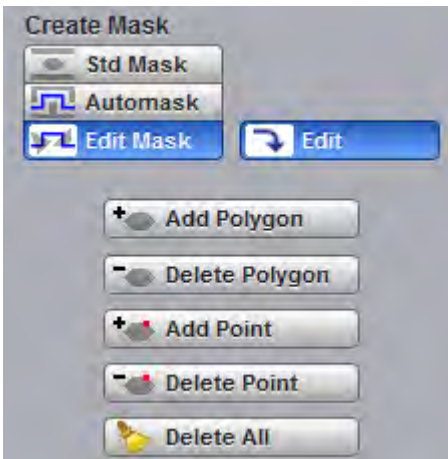 Create Mask
Std Mask
Automask
Edit Mask
Edit
Add Polygon
Delete Polygon
Add Point
Delete Point
Delete All